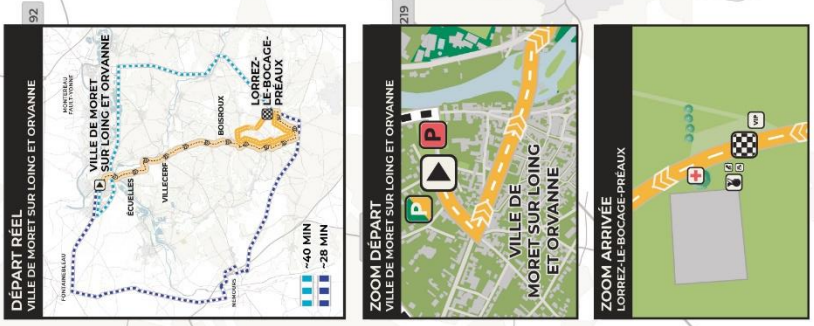 92
DÉPART RÉEL
VILLE DE MORET SUR LOING ET ORVANNE
MONTEREAU
FAULT-YONNE
VILLE DE MORET
SUR LOING ET ORVANNE
FONTAINEBLEAU
ÉCUELLES
VILLECERF
BOISROUX
LORREZ-
LE-BOCAGE-
PRÉAUX
NEMOURS
~40 MIN
~28 MIN
219
ZOOM DÉPART
VILLE DE MORET SUR LOING ET ORVANNE
P
P
VILLE DE
MORET SUR LOING
ET ORVANNE
ZOOM ARRIVÉE
LORREZ-LE-BOCAGE-PRÉAUX
VIP